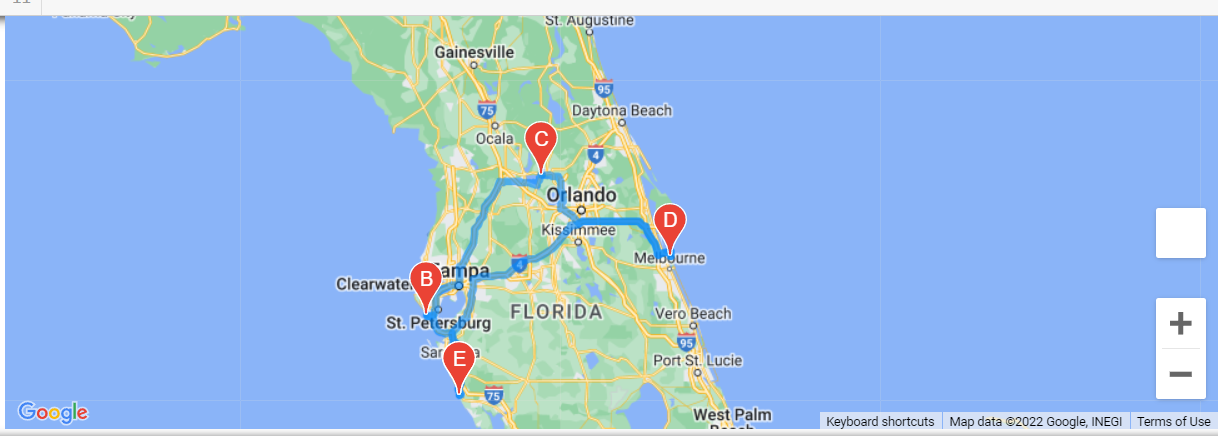 11
St. Augustine
Gainesville
95
75
Daytona Beach
Ocala
C
4
Orlando
D
Kissimmee
Melbourne
4
Tampa
B
Clearwater
FLORIDA
Vero Beach
St. Petersburg
95
E
Port St. Lucie
75
West Palm
Beach
+
−
Google
Keyboard shortcuts
Map data ©2022 Google, INEGI
Terms of Use